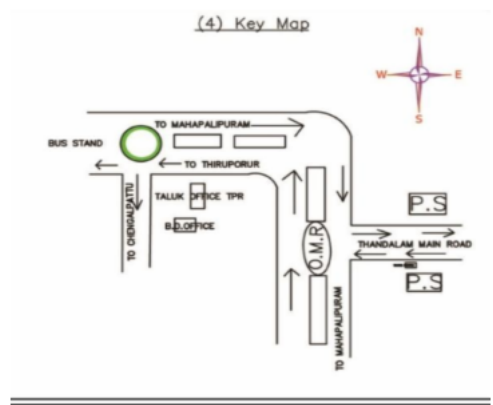 (4) Key Map
N
W
E
S
TO MAHAPALIPURAM
BUS STAND
TO THIRUPORUR
TALUK OFFICE TPR
B.D.OFFICE
TO CHENGALPATTU
O.M.R
P.S
THANDALAM MAIN ROAD
P.S
TO MAHAPALIPURAM